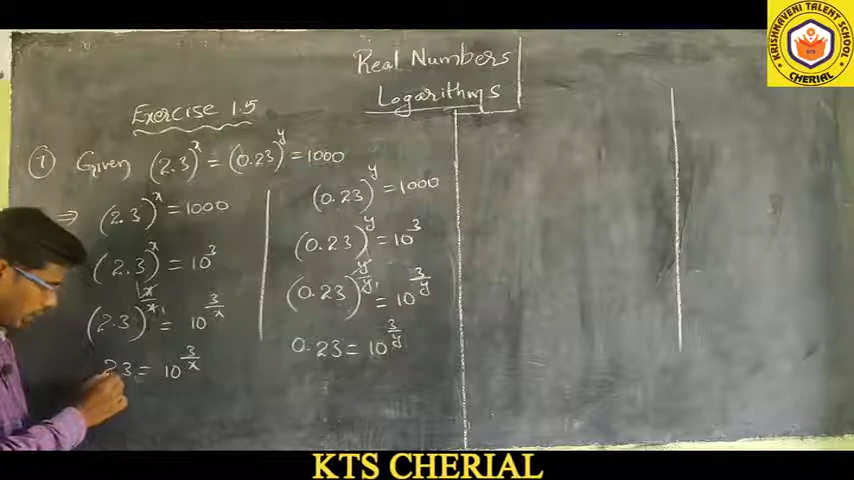 Real Numbers
Logarithms
Exercise 1.5
① Given (2.3)^x = (0.23)^y = 1000
⇒ (2.3)^x = 1000
(2.3)^x = 10^3
(2.3)^{x/x} = 10^{3/x}
23 = 10^{3/x}
(0.23)^y = 1000
(0.23)^y = 10^3
(0.23)^{y/y} = 10^{3/y}
0.23 = 10^{3/y}
KRISHNAVENI TALENT SCHOOL
KTS
CHERIAL
KTS CHERIAL